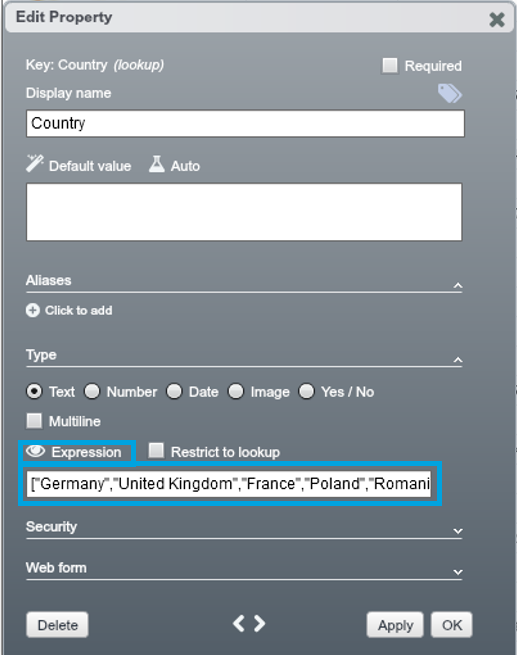 Edit Property
Key: Country (lookup) Required
Display name
Country
Default value Auto
Aliases
Click to add
Type
Text Number Date Image Yes / No
Multiline
Expression Restrict to lookup
["Germany","United Kingdom","France","Poland","Romani
Security
Web form
Delete Apply OK